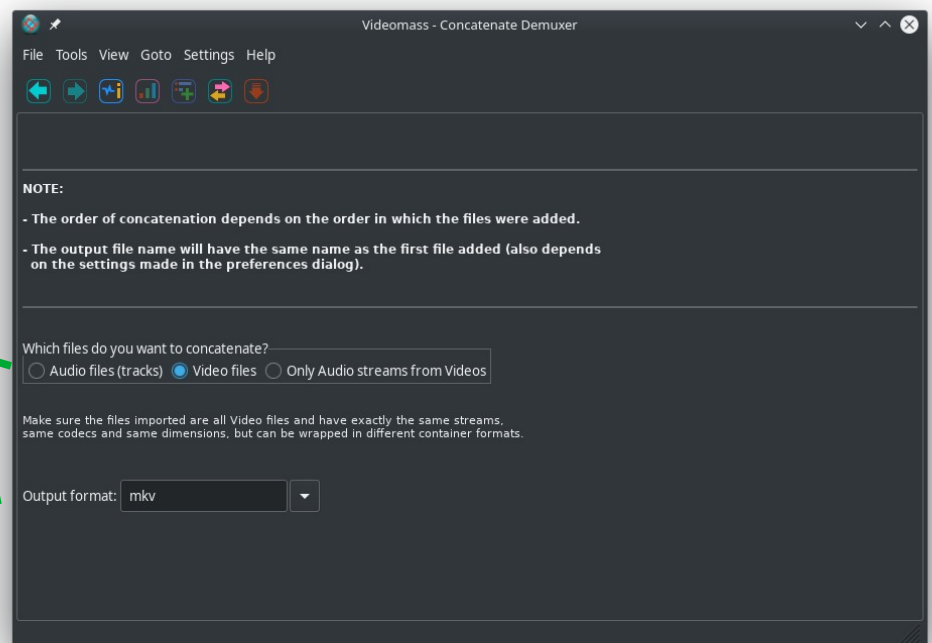 Videomass - Concatenate Demuxer
File Tools View Goto Settings Help
NOTE:
- The order of concatenation depends on the order in which the files were added.
- The output file name will have the same name as the first file added (also depends
on the settings made in the preferences dialog).
Which files do you want to concatenate?
Audio files (tracks) Video files Only Audio streams from Videos
Make sure the files imported are all Video files and have exactly the same streams,
same codecs and same dimensions, but can be wrapped in different container formats.
Output format: mkv